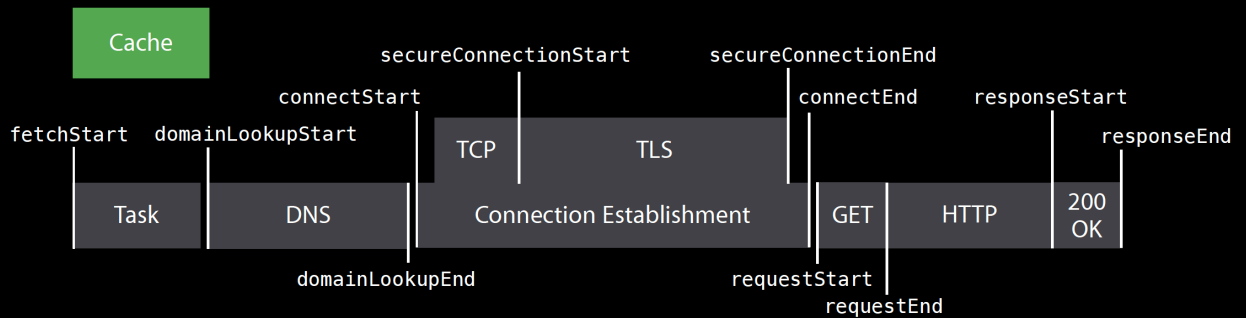 Cache
secureConnectionStart
secureConnectionEnd
connectStart
connectEnd
responseStart
fetchStart
domainLookupStart
responseEnd
TCP
TLS
Task
DNS
Connection Establishment
GET
HTTP
200
OK
domainLookupEnd
requestStart
requestEnd